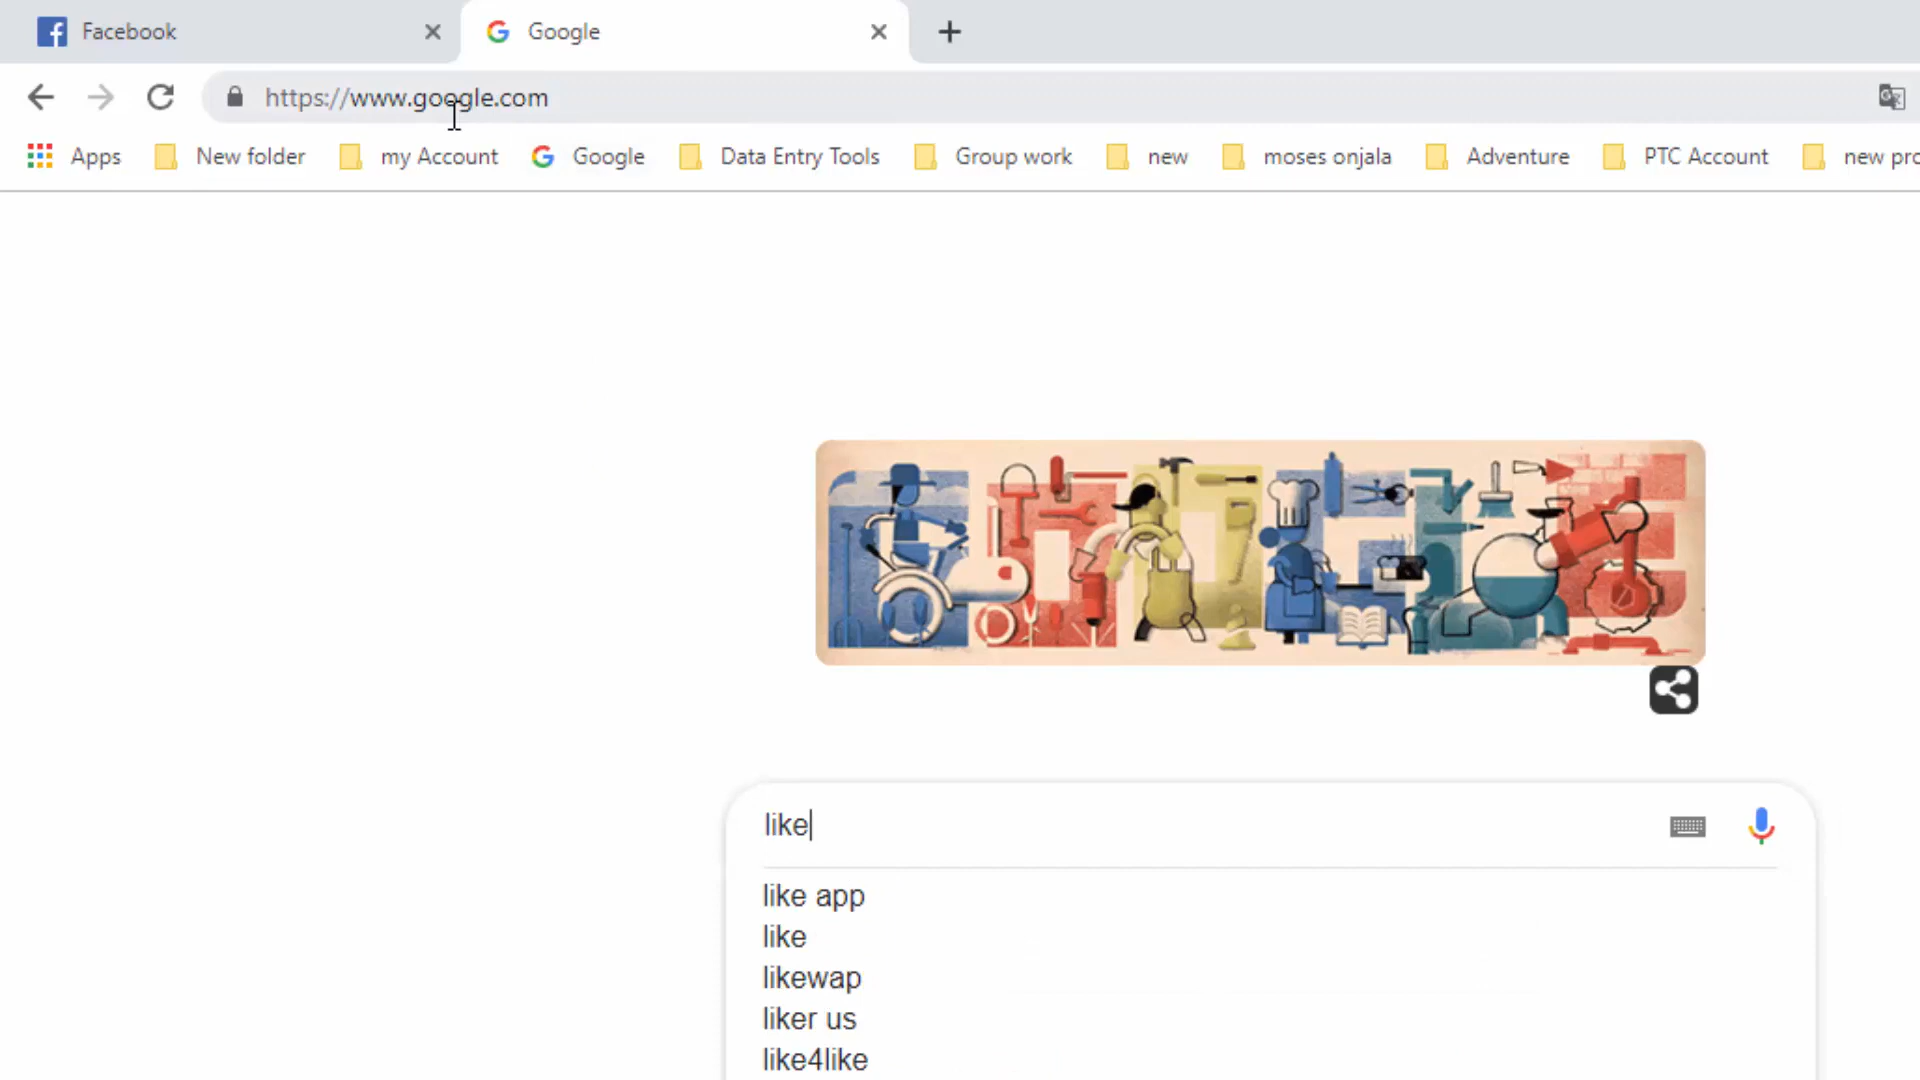 Facebook
Google
https://www.google.com
Apps New folder my Account Google Data Entry Tools Group work new moses onjala Adventure PTC Account new pro
like
like app
like
likewap
liker us
like4like